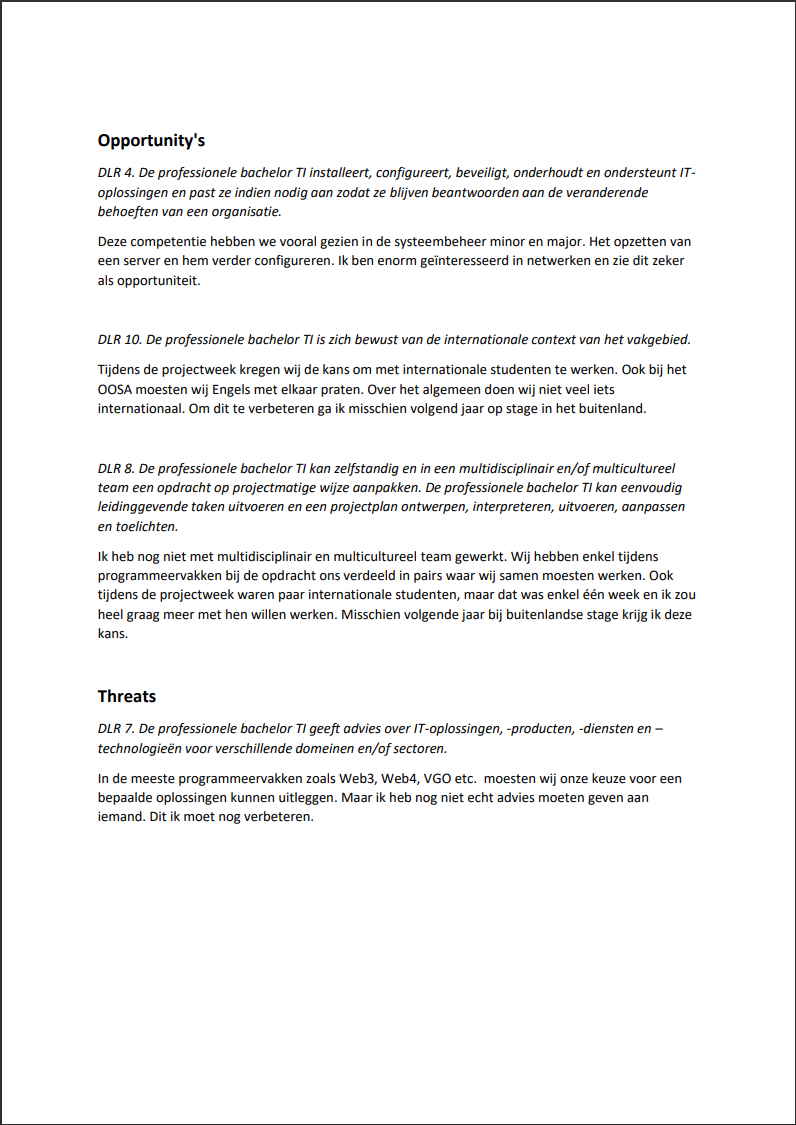 Opportunity's
DLR 4. De professionele bachelor TI installeert, configureert, beveiligt, onderhoudt en ondersteunt IT-
oplossingen en past ze indien nodig aan zodat ze blijven beantwoorden aan de veranderende
behoeften van een organisatie.
Deze competentie hebben we vooral gezien in de systeembeheer minor en major. Het opzetten van
een server en hem verder configureren. Ik ben enorm geïnteresseerd in netwerken en zie dit zeker
als opportuniteit.
DLR 10. De professionele bachelor TI is zich bewust van de internationale context van het vakgebied.
Tijdens de projectweek kregen wij de kans om met internationale studenten te werken. Ook bij het
OOSA moesten wij Engels met elkaar praten. Over het algemeen doen wij niet veel iets
internationaal. Om dit te verbeteren ga ik misschien volgend jaar op stage in het buitenland.
DLR 8. De professionele bachelor TI kan zelfstandig en in een multidisciplinair en/of multicultureel
team een opdracht op projectmatige wijze aanpakken. De professionele bachelor TI kan eenvoudig
leidinggevende taken uitvoeren en een projectplan ontwerpen, interpreteren, uitvoeren, aanpassen
en toelichten.
Ik heb nog niet met multidisciplinair en multicultureel team gewerkt. Wij hebben enkel tijdens
programmeervakken bij de opdracht ons verdeeld in pairs waar wij samen moesten werken. Ook
tijdens de projectweek waren paar internationale studenten, maar dat was enkel één week en ik zou
heel graag meer met hen willen werken. Misschien volgende jaar bij buitenlandse stage krijg ik deze
kans.
Threats
DLR 7. De professionele bachelor TI geeft advies over IT-oplossingen, -producten, -diensten en –
technologieën voor verschillende domeinen en/of sectoren.
In de meeste programmeervakken zoals Web3, Web4, VGO etc.  moesten wij onze keuze voor een
bepaalde oplossingen kunnen uitleggen. Maar ik heb nog niet echt advies moeten geven aan
iemand. Dit ik moet nog verbeteren.